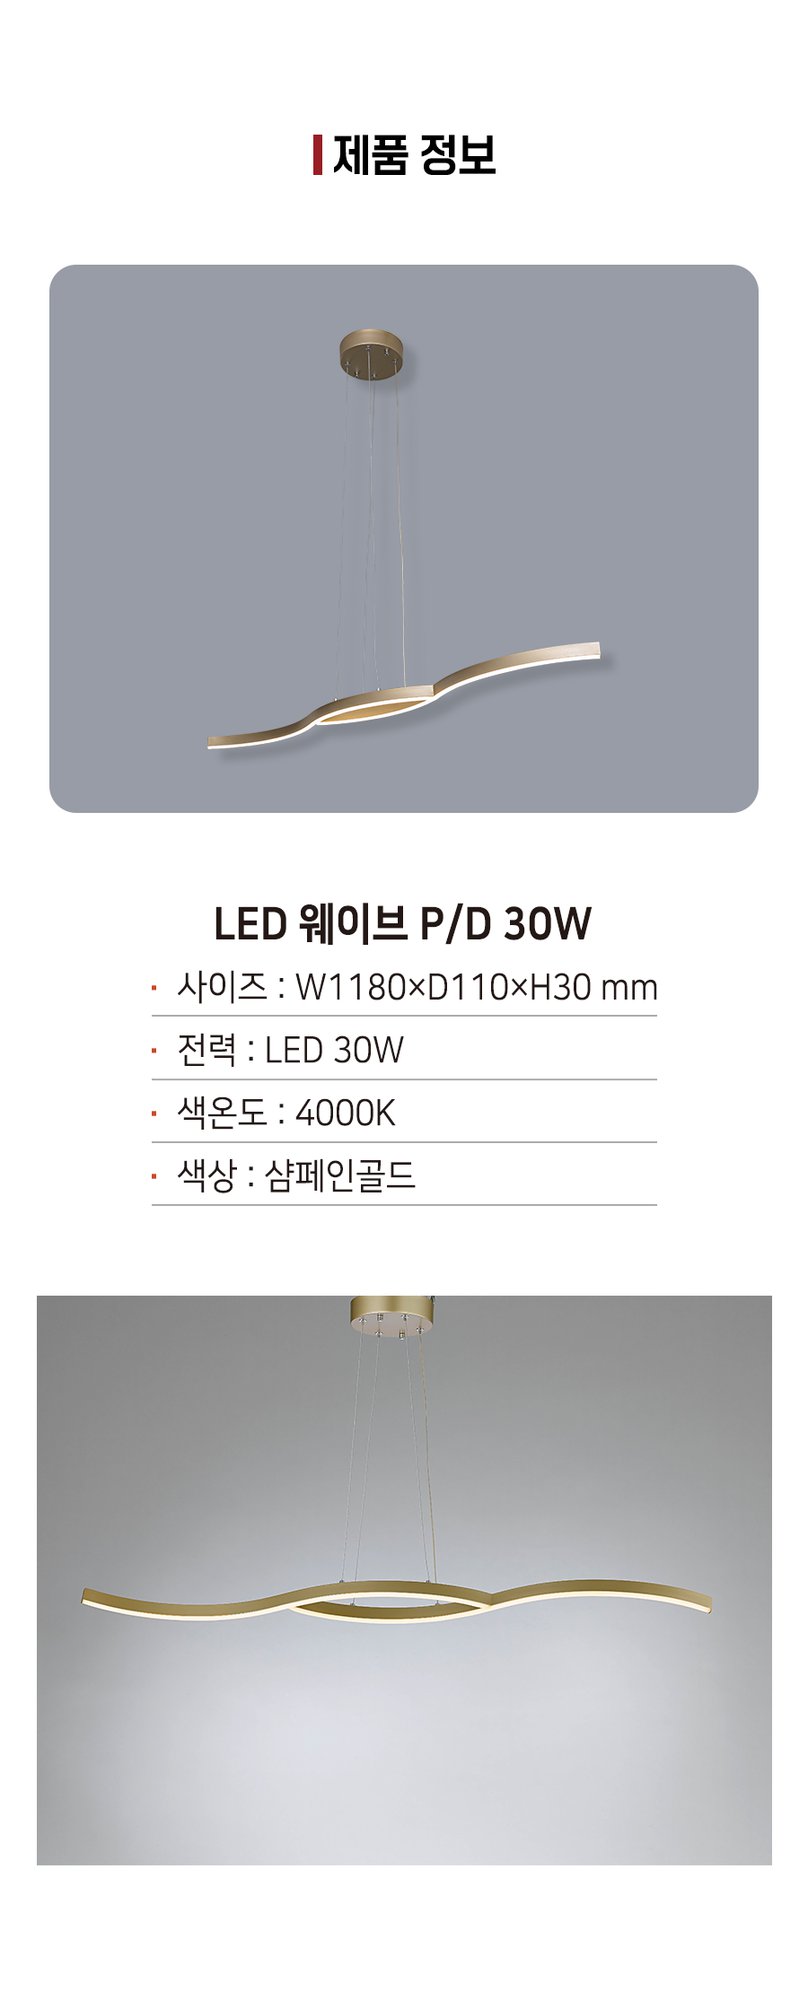 제품 정보
LED 웨이브 P/D 30W
사이즈 : W1180×D110×H30 mm
전력 : LED 30W
색온도 : 4000K
색상 : 샴페인골드